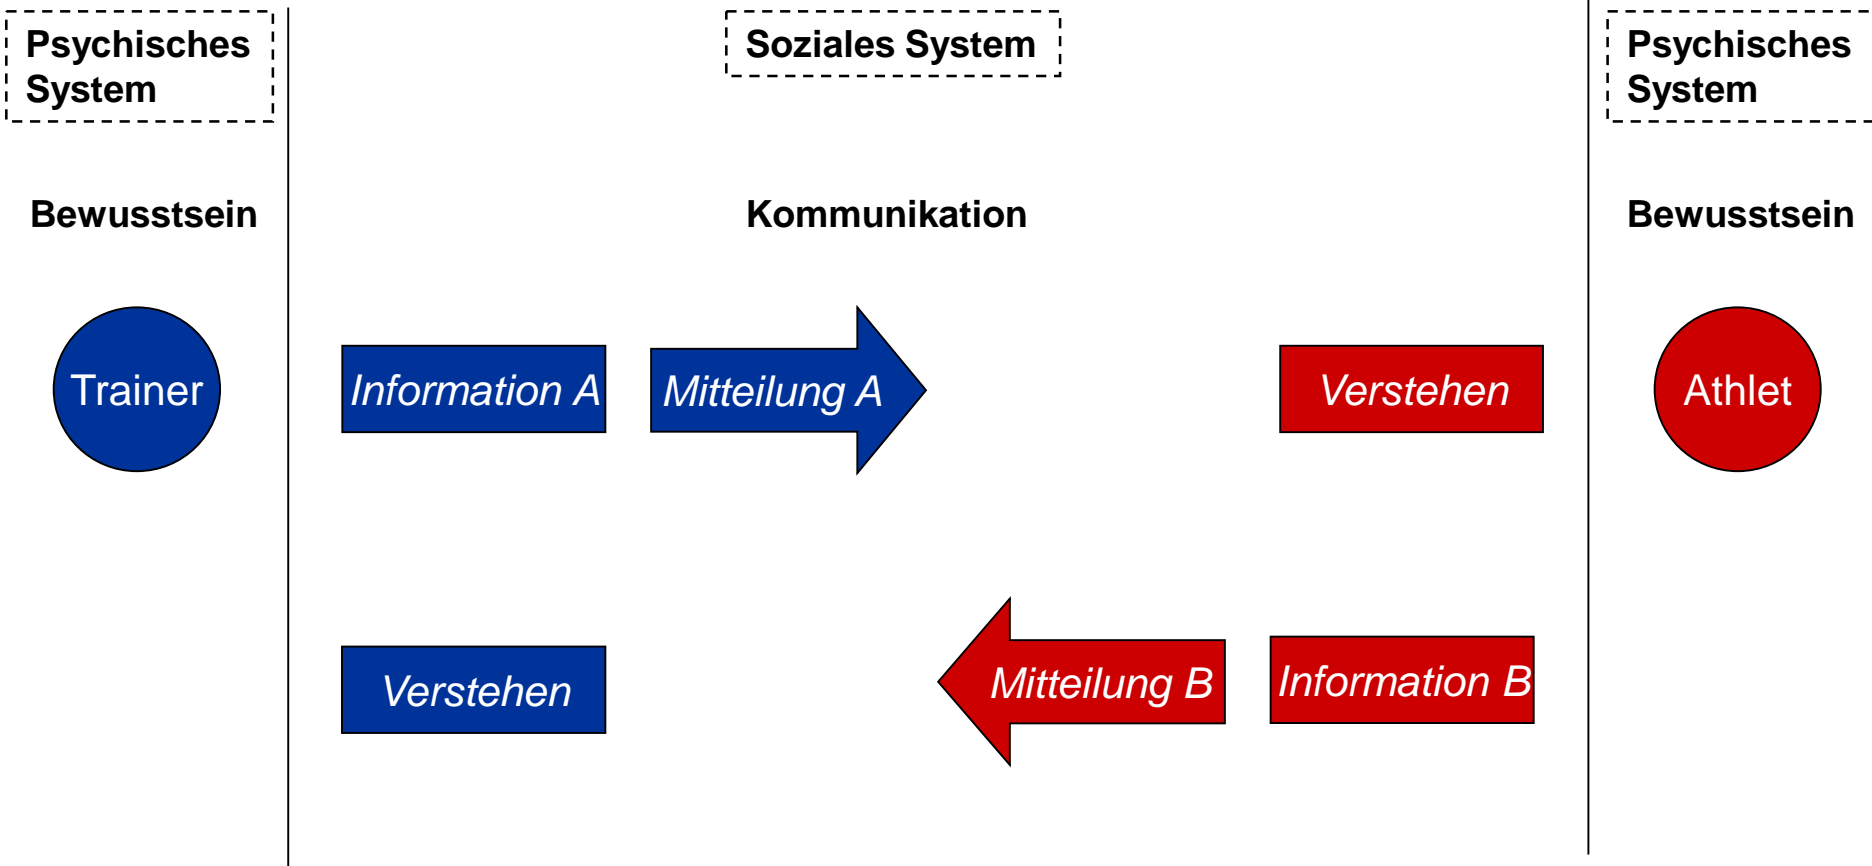 Psychisches
System
Soziales System
Psychisches
System
Bewusstsein
Kommunikation
Bewusstsein
Trainer
Information A
Mitteilung A
Verstehen
Athlet
Verstehen
Mitteilung B
Information B